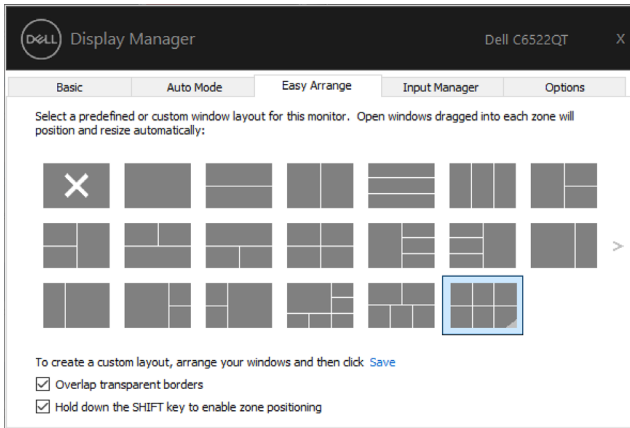 DELL Display Manager Dell C6522QT X
Basic Auto Mode Easy Arrange Input Manager Options
Select a predefined or custom window layout for this monitor. Open windows dragged into each zone will
position and resize automatically:
To create a custom layout, arrange your windows and then click Save
Overlap transparent borders
Hold down the SHIFT key to enable zone positioning